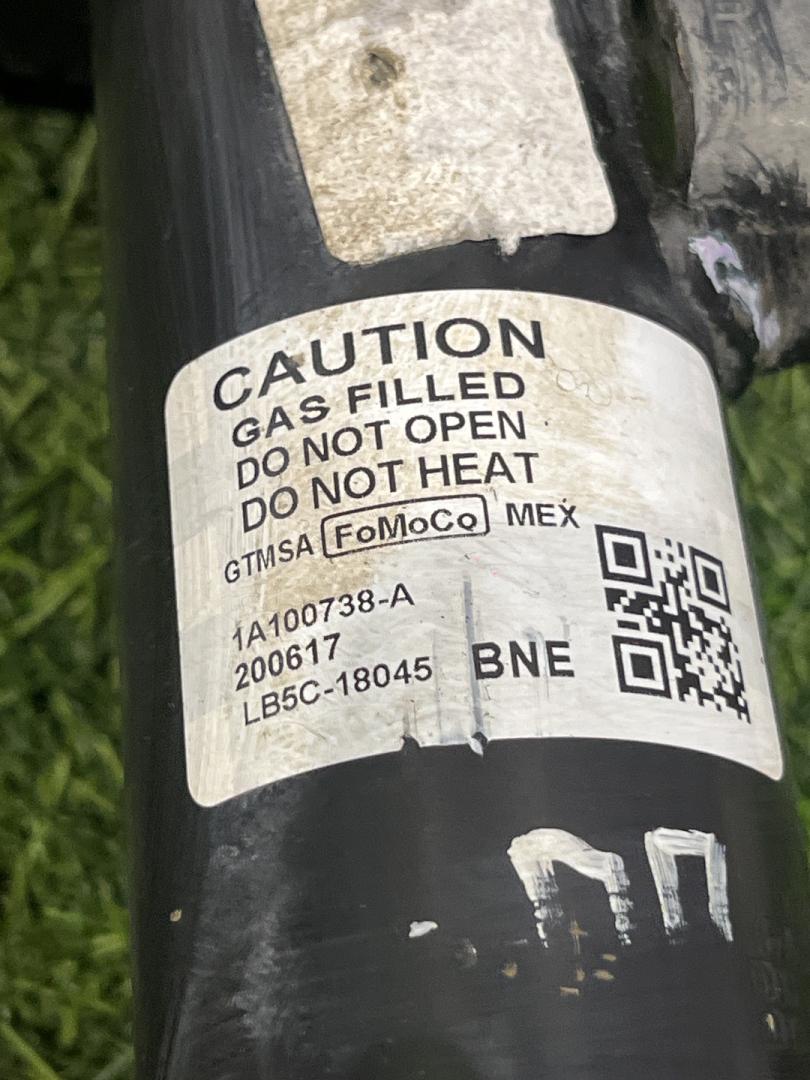 CAUTION
GAS FILLED
DO NOT OPEN
DO NOT HEAT
GTMSA FoMoCo MEX
1A100738-A
200617
LB5C-18045 BNE